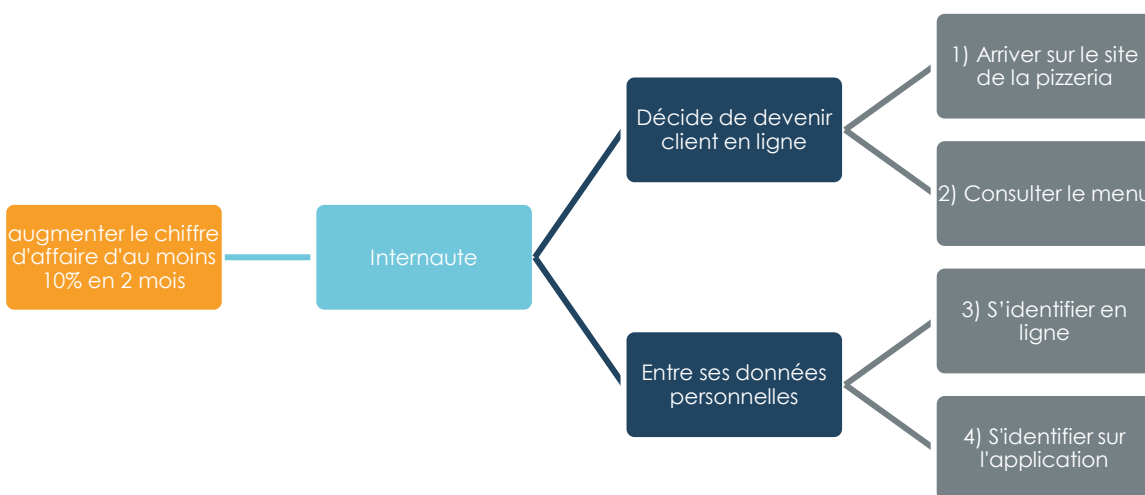 augmenter le chiffre
d'affaire d'au moins
10% en 2 mois
Internaute
Décide de devenir
client en ligne
Entre ses données
personnelles
1) Arriver sur le site
de la pizzeria
2) Consulter le menu
3) S’identifier en
ligne
4) S'identifier sur
l'application